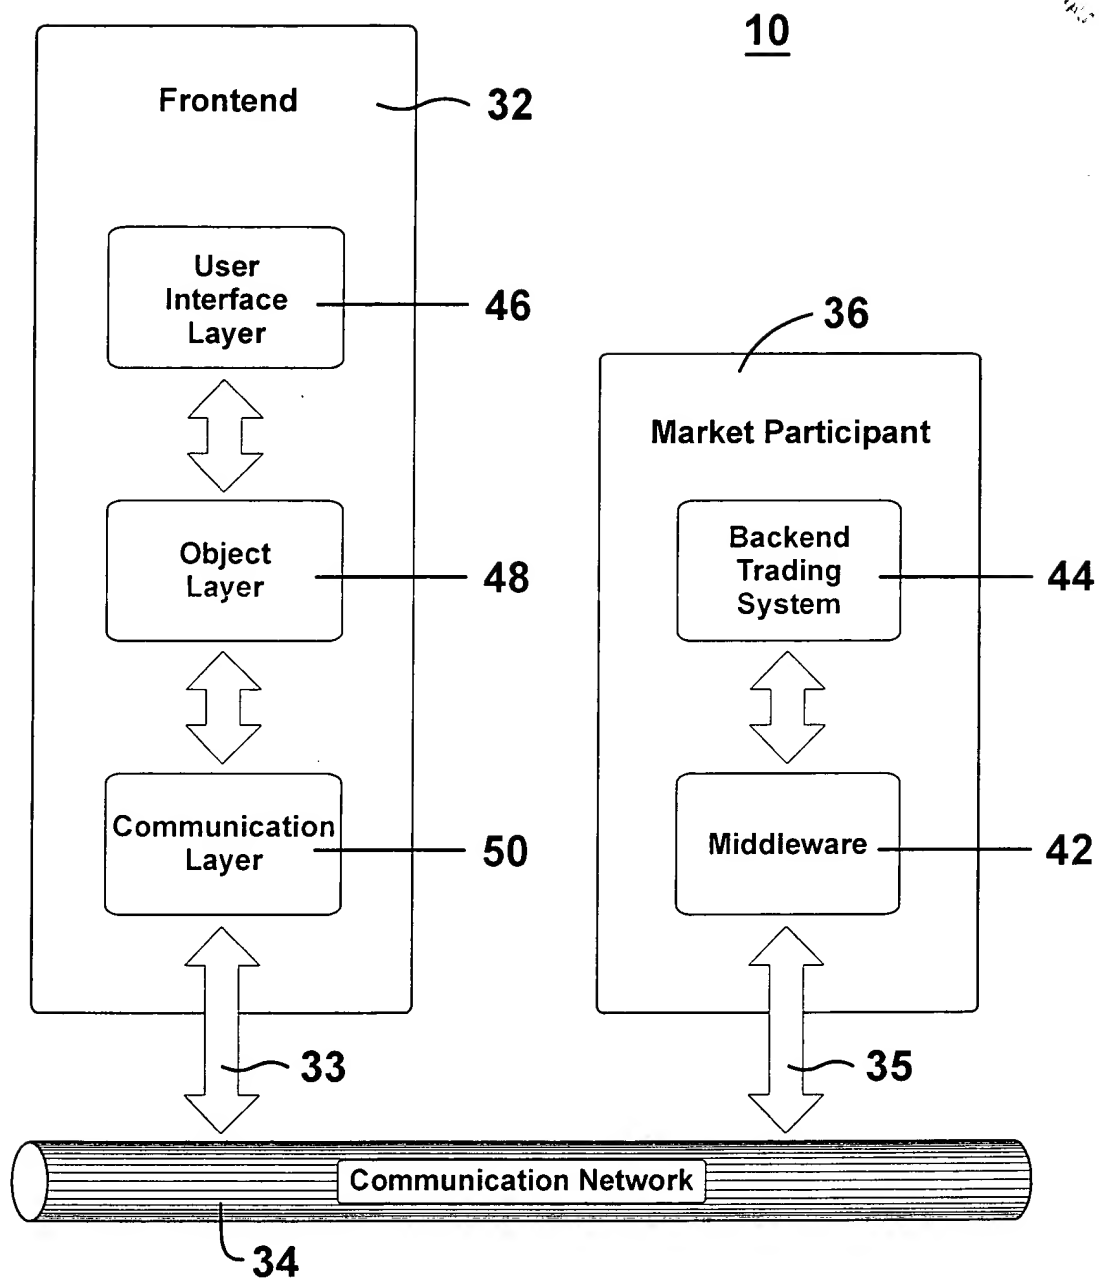 10
Frontend
32
User
Interface
Layer
46
36
Market Participant
Object
Layer
48
Backend
Trading
System
44
Communication
Layer
50
Middleware
42
33
35
Communication Network
34